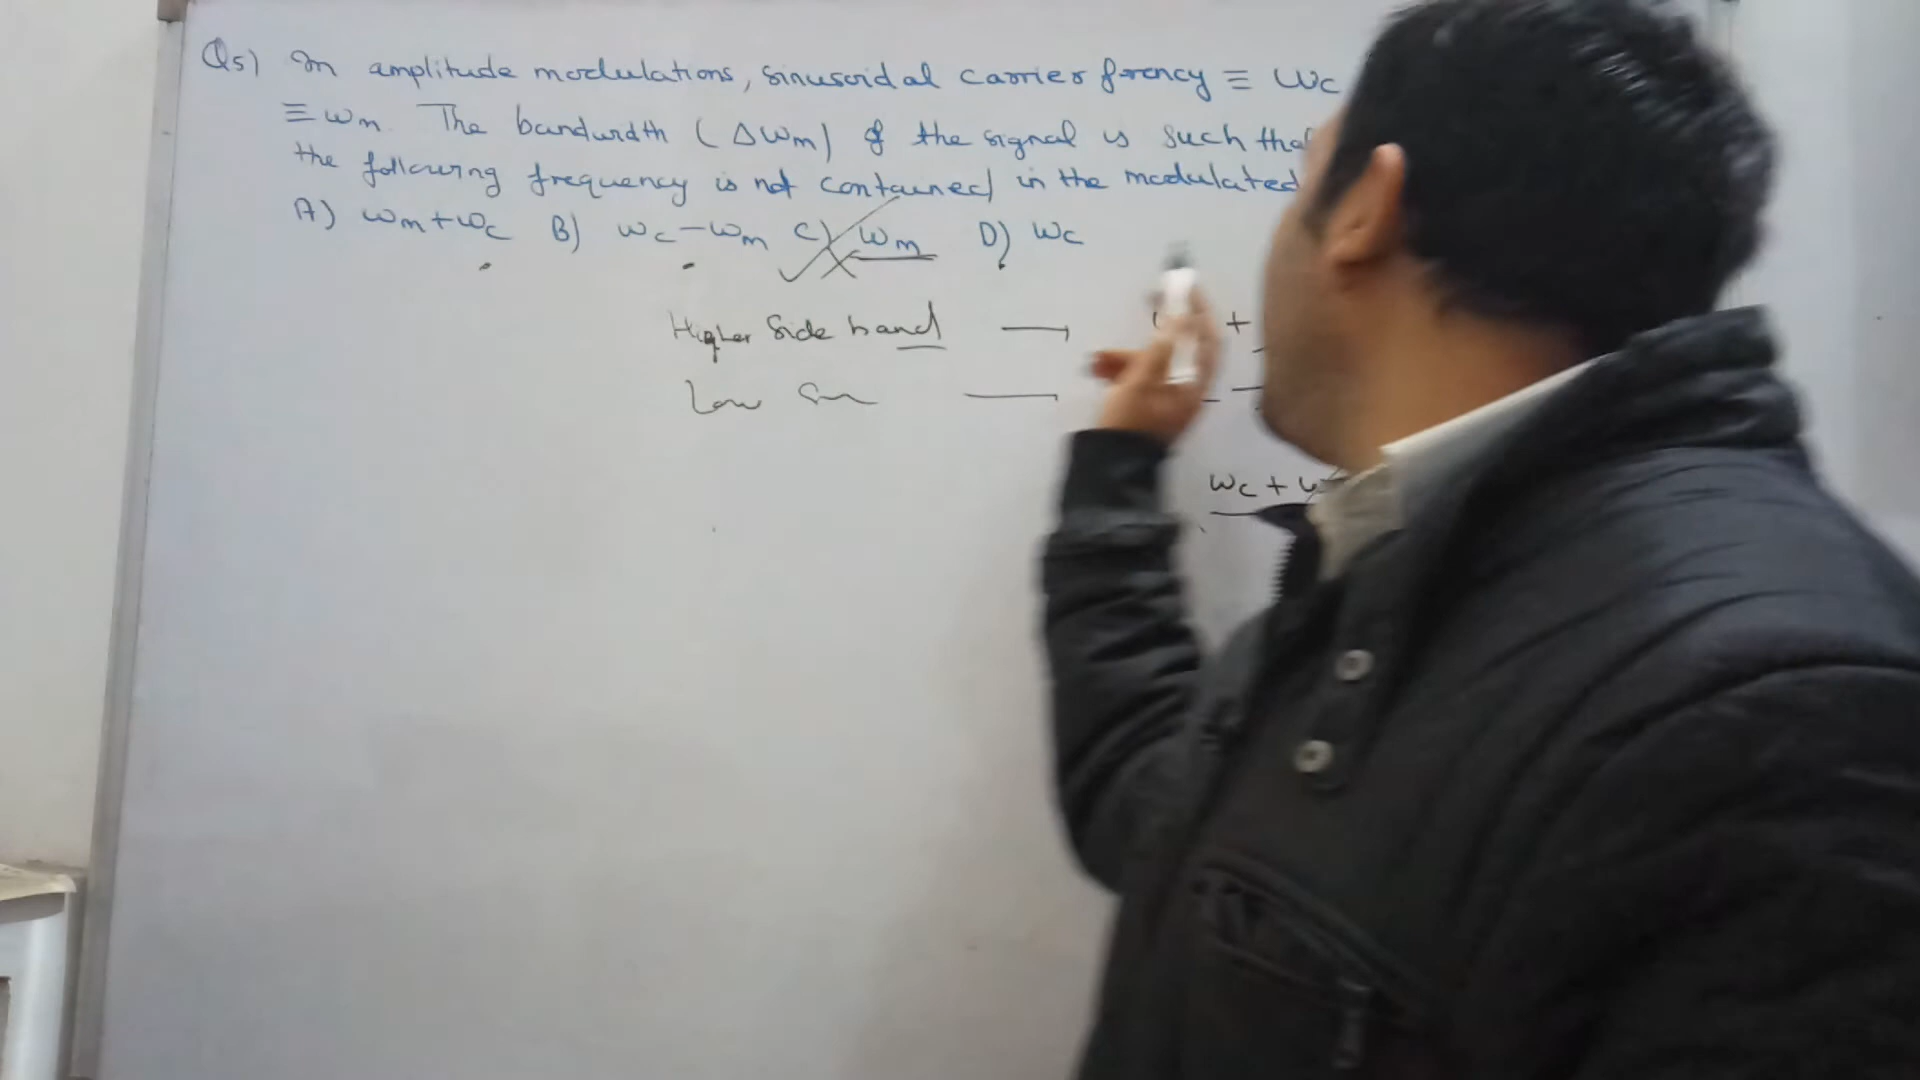 Q5) In amplitude modulations, sinusoidal carrier frency ≡ ωc
≡ ωm. The bandwidth (Δωm) of the signal is such that
the following frequency is not contained in the modulated
A) ωm+ωc B) ωc-ωm C) ωm D) ωc
Higher Side band → +
Low
ωc +